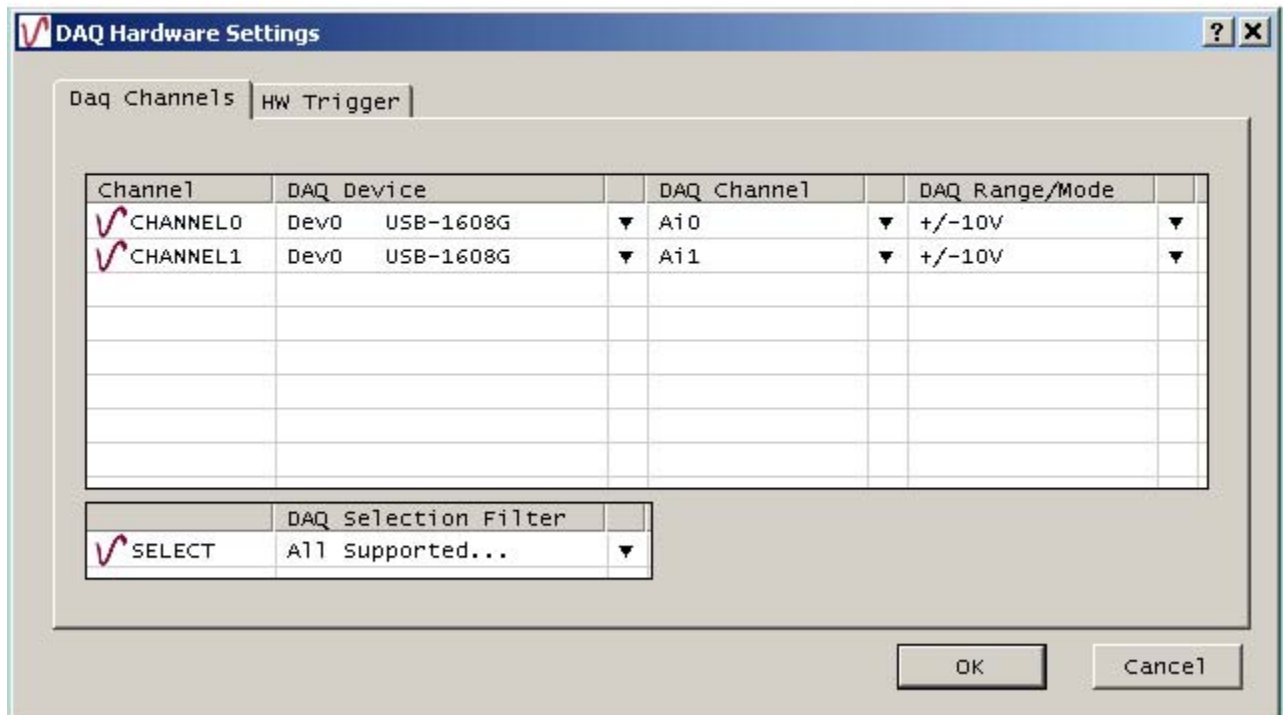 DAQ Hardware Settings
Daq Channels HW Trigger
Channel DAQ Device DAQ Channel DAQ Range/Mode
CHANNEL0 Dev0 USB-1608G Ai0 +/-10V
CHANNEL1 Dev0 USB-1608G Ai1 +/-10V
DAQ Selection Filter
SELECT All Supported...
OK Cancel